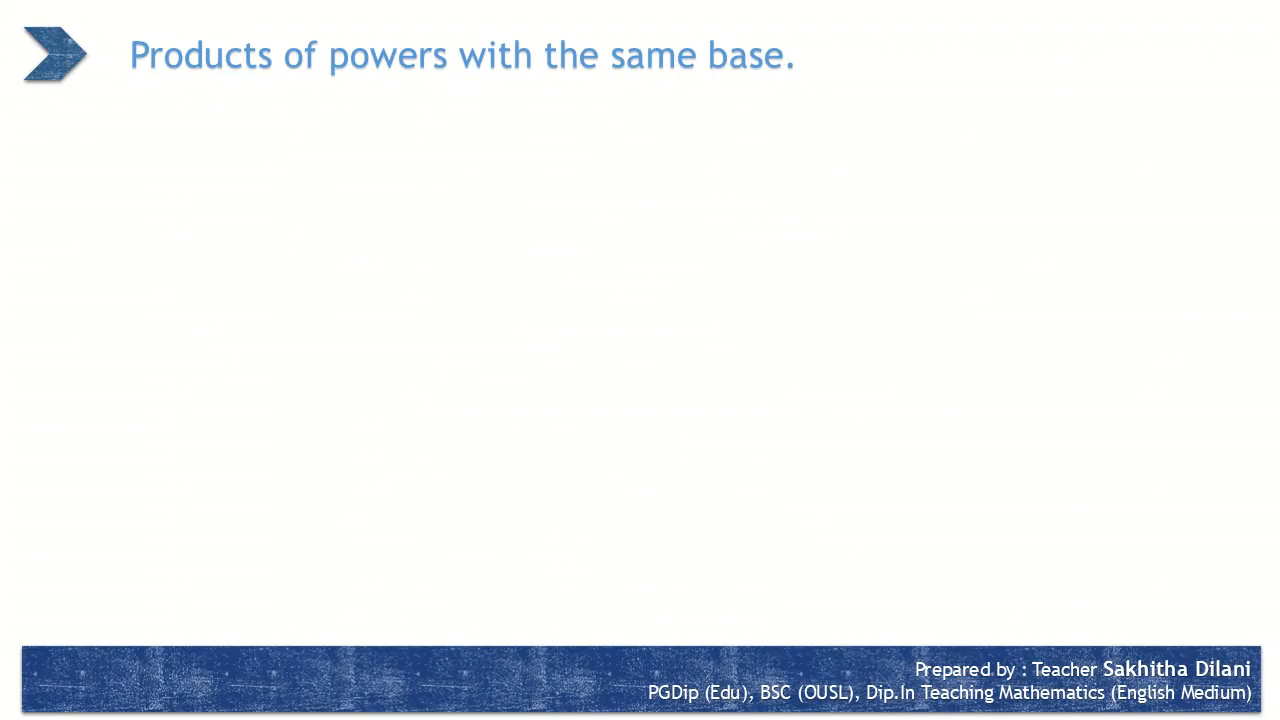 Products of powers with the same base.
Prepared by : Teacher Sakhitha Dilani
PGDip (Edu), BSC (OUSL), Dip.In Teaching Mathematics (English Medium)